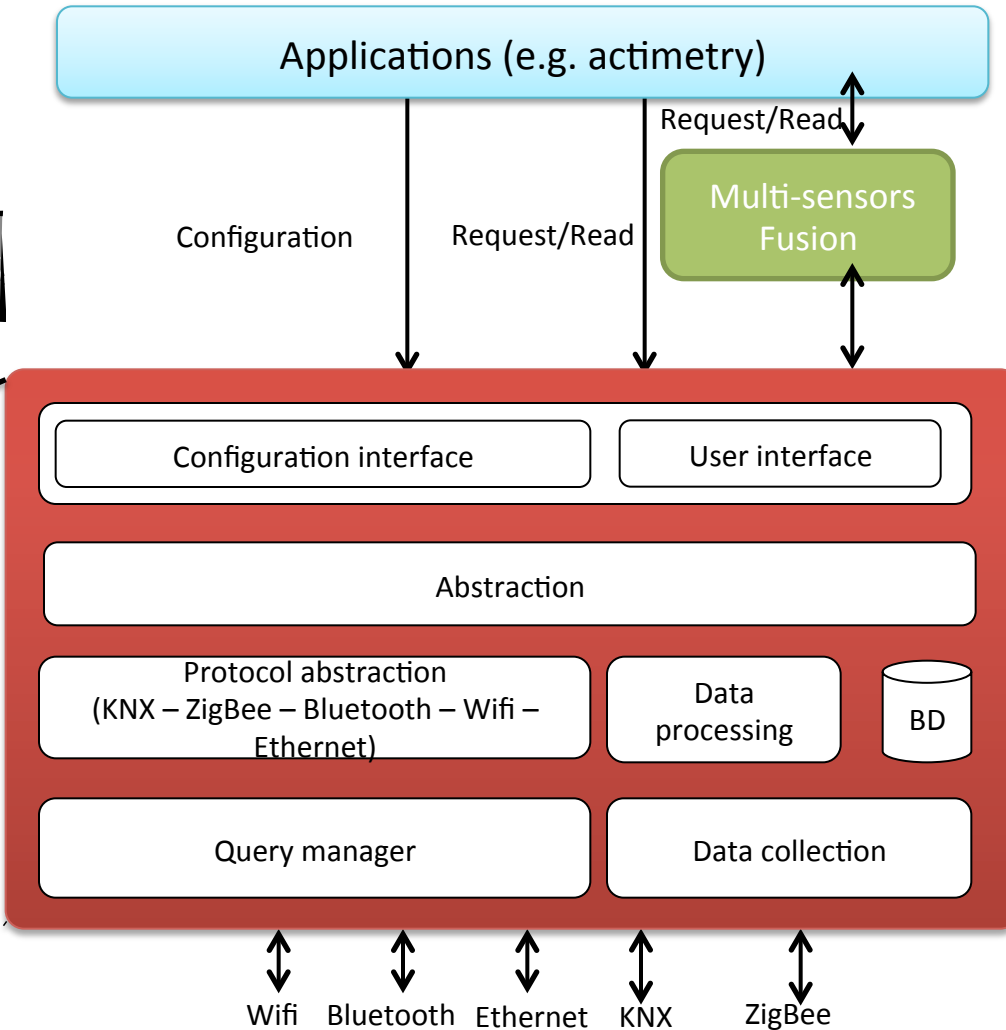 Applications (e.g. actimetry)
Request/Read
Multi-sensors
Fusion
Configuration
Request/Read
Configuration interface
User interface
Abstraction
Protocol abstraction
(KNX – ZigBee – Bluetooth – Wifi –
Ethernet)
Data
processing
BD
Query manager
Data collection
Wifi
Bluetooth
Ethernet
KNX
ZigBee